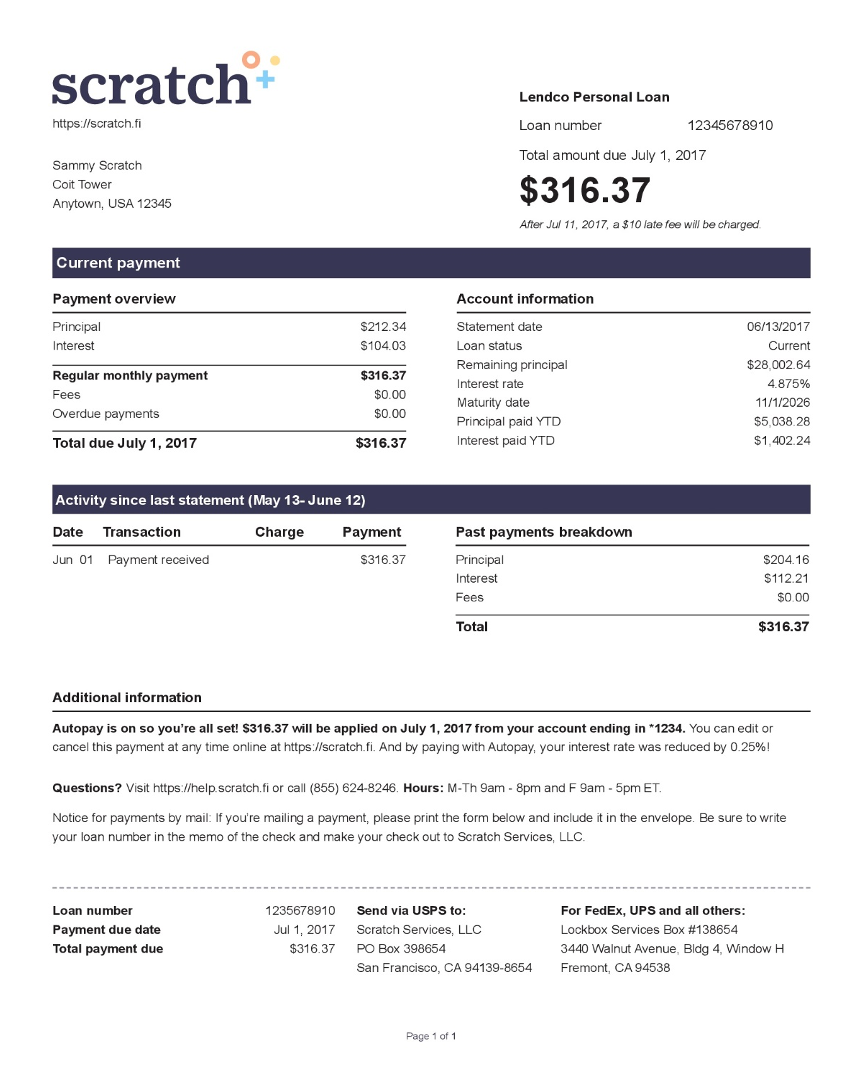 scratch
https://scratch.fi
Sammy Scratch
Coit Tower
Anytown, USA 12345
Lendco Personal Loan
Loan number 12345678910
Total amount due July 1, 2017
$316.37
After Jul 11, 2017, a $10 late fee will be charged.
Current payment
Payment overview
Principal $212.34
Interest $104.03
Regular monthly payment $316.37
Fees $0.00
Overdue payments $0.00
Total due July 1, 2017 $316.37
Account information
Statement date 06/13/2017
Loan status Current
Remaining principal $28,002.64
Interest rate 4.875%
Maturity date 11/1/2026
Principal paid YTD $5,038.28
Interest paid YTD $1,402.24
Activity since last statement (May 13- June 12)
Date Transaction Charge Payment
Jun 01 Payment received $316.37
Past payments breakdown
Principal $204.16
Interest $112.21
Fees $0.00
Total $316.37
Additional information
Autopay is on so you're all set! $316.37 will be applied on July 1, 2017 from your account ending in *1234. You can edit or
cancel this payment at any time online at https://scratch.fi. And by paying with Autopay, your interest rate was reduced by 0.25%!
Questions? Visit https://help.scratch.fi or call (855) 624-8246. Hours: M-Th 9am - 8pm and F 9am - 5pm ET.
Notice for payments by mail: If you're mailing a payment, please print the form below and include it in the envelope. Be sure to write
your loan number in the memo of the check and make your check out to Scratch Services, LLC.
Loan number 1235678910
Payment due date Jul 1, 2017
Total payment due $316.37
Send via USPS to:
Scratch Services, LLC
PO Box 398654
San Francisco, CA 94139-8654
For FedEx, UPS and all others:
Lockbox Services Box #138654
3440 Walnut Avenue, Bldg 4, Window H
Fremont, CA 94538
Page 1 of 1